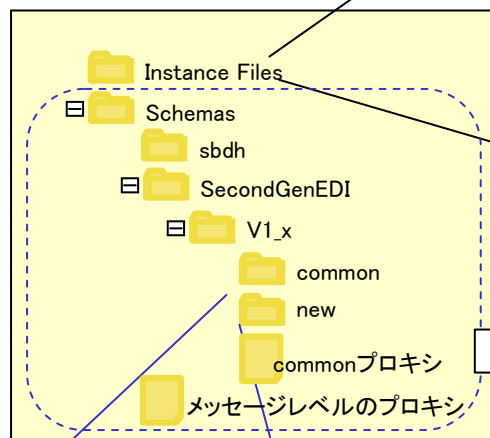 Instance Files
Schemas
sbdh
SecondGenEDI
V1_x
common
new
commonプロキシ
メッセージレベルのプロキシ